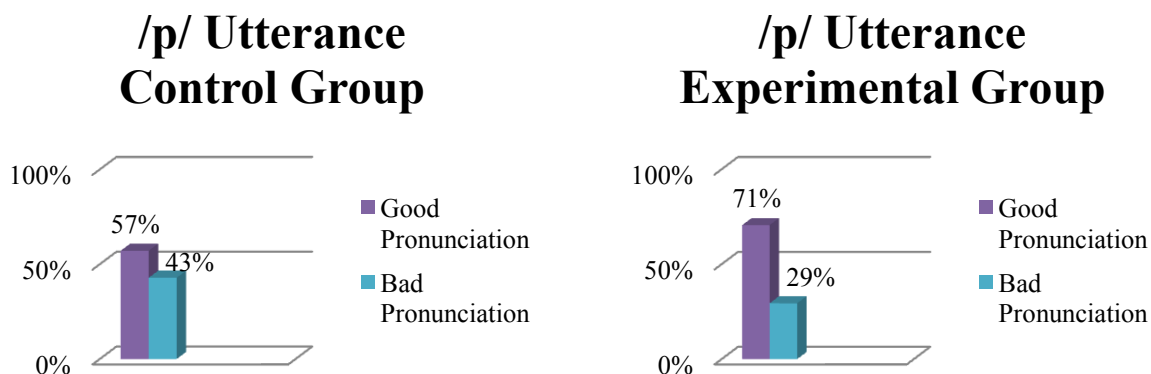 /p/ Utterance
Control Group
100%
50%
0%
57%
43%
Good
Pronunciation
Bad
Pronunciation
/p/ Utterance
Experimental Group
100%
50%
0%
71%
29%
Good
Pronunciation
Bad
Pronunciation